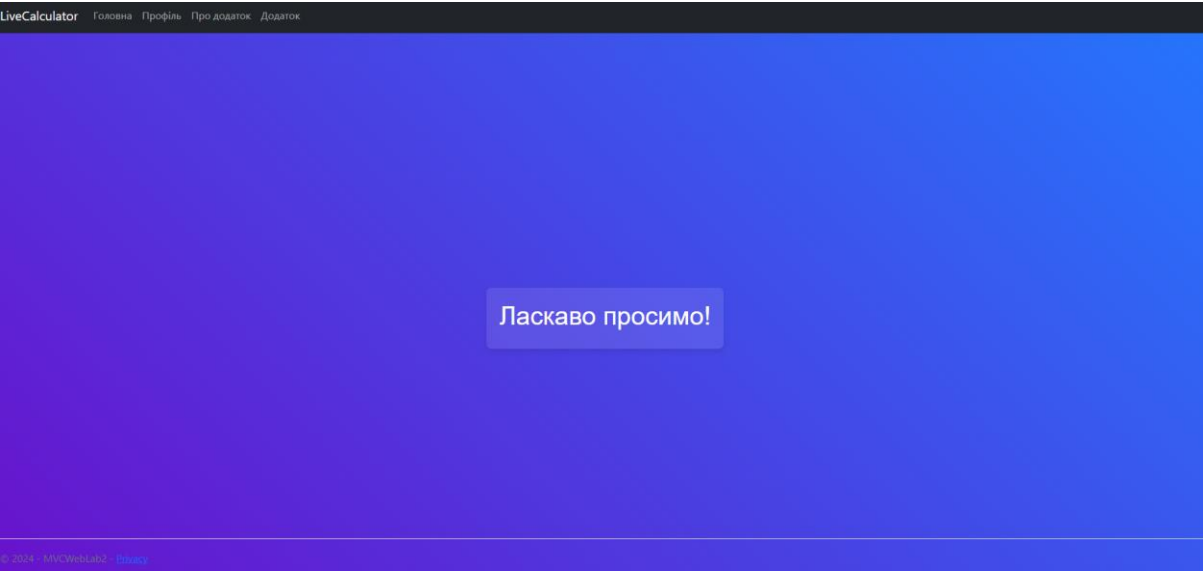 LiveCalculator Головна Профіль Про додаток Додаток
Ласкаво просимо!
© 2024 - MVCWebLab2 - Privacy